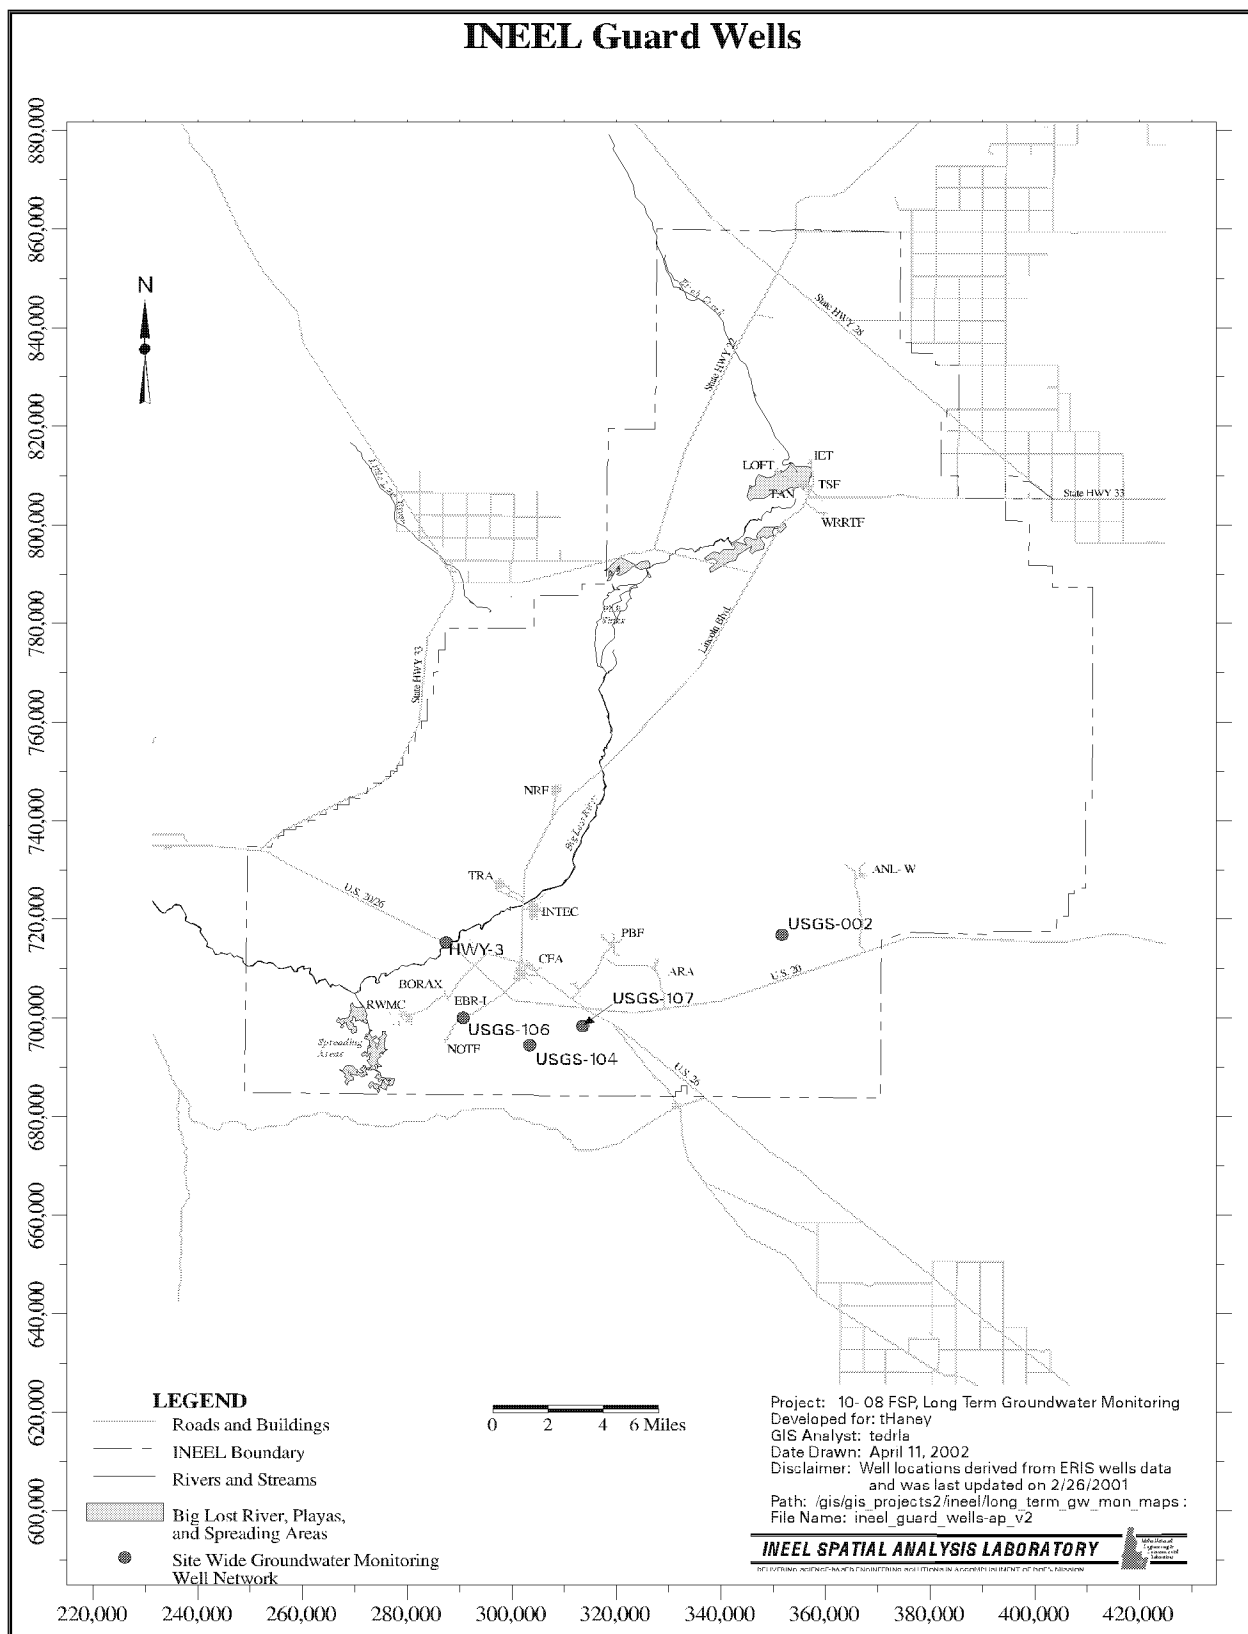 INEEL Guard Wells
880,000
860,000
840,000
820,000
800,000
780,000
760,000
740,000
720,000
700,000
680,000
660,000
640,000
620,000
600,000
N
Birch Creek
State HWY 28
State HWY
LOFT
IET
TAN
TSF
WRRTF
State HWY 33
Lincoln Blvd.
State HWY 33
Big Lost River
NRF
TRA
INTEC
ANL-W
U.S. 20/26
USGS-002
PBF
HWY-3
CFA
ARA
U.S. 20
BORAX
EBR-I
USGS-107
RWMC
USGS-106
Spreading
Areas
NOTF
USGS-104
U.S. 26
LEGEND
Roads and Buildings
INEEL Boundary
Rivers and Streams
Big Lost River, Playas,
and Spreading Areas
Site Wide Groundwater Monitoring
Well Network
0 2 4 6 Miles
Project: 10-08 FSP, Long Term Groundwater Monitoring
Developed for: tHaney
GIS Analyst: tedrla
Date Drawn: April 11, 2002
Disclaimer: Well locations derived from ERIS wells data
and was last updated on 2/26/2001
Path: /gis/gis_projects2/ineel/long_term_gw_mon_maps:
File Name: ineel_guard_wells-ap_v2
INEEL SPATIAL ANALYSIS LABORATORY
220,000 240,000 260,000 280,000 300,000 320,000 340,000 360,000 380,000 400,000 420,000